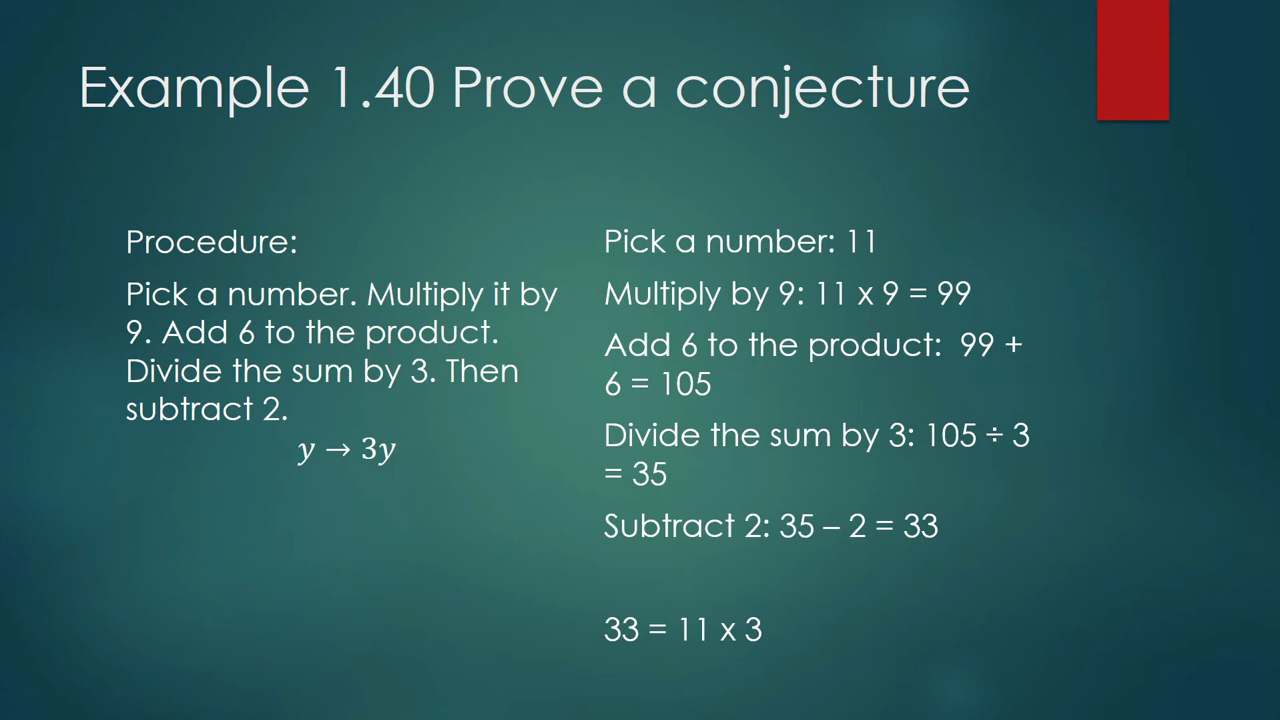 Example 1.40 Prove a conjecture
Procedure:
Pick a number. Multiply it by
9. Add 6 to the product.
Divide the sum by 3. Then
subtract 2.
y → 3y
Pick a number: 11
Multiply by 9: 11 x 9 = 99
Add 6 to the product:  99 +
6 = 105
Divide the sum by 3: 105 ÷ 3
= 35
Subtract 2: 35 – 2 = 33
33 = 11 x 3